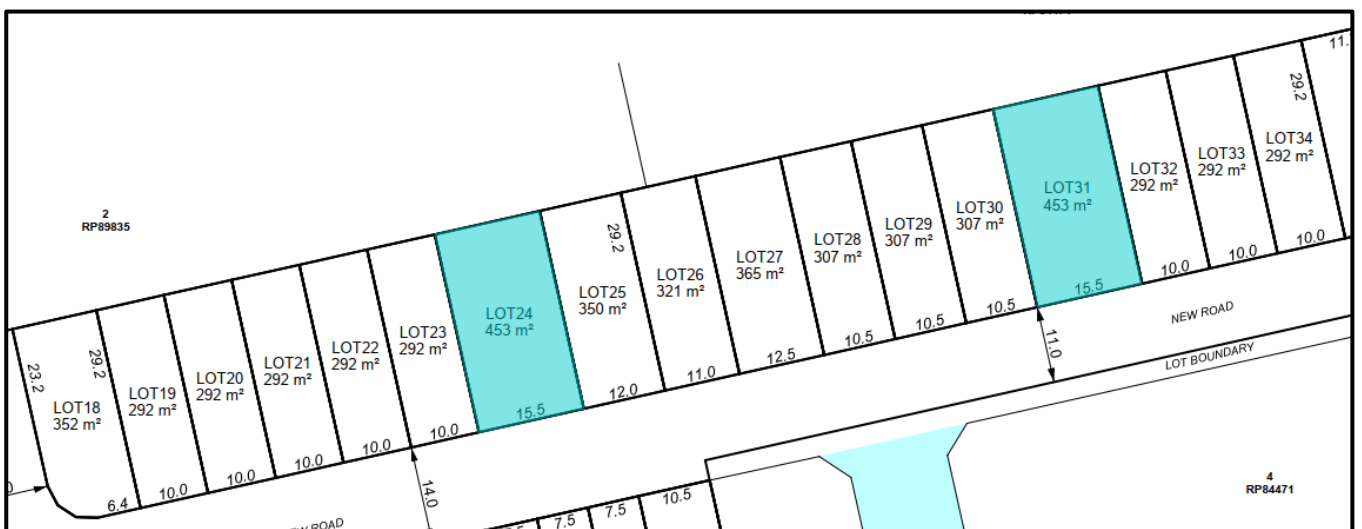 11.
29.2
LOT34
292 m²
LOT33
292 m²
LOT32
292 m²
LOT31
453 m²
LOT30
307 m²
LOT29
307 m²
LOT28
307 m²
LOT27
365 m²
LOT26
321 m²
29.2
LOT25
350 m²
LOT24
453 m²
LOT23
292 m²
LOT22
292 m²
LOT21
292 m²
LOT20
292 m²
LOT19
292 m²
29.2
LOT18
352 m²
23.2
2
RP89835
6.4
10.0
10.0
10.0
10.0
10.0
15.5
12.0
11.0
12.5
10.5
10.5
10.5
15.5
10.0
10.0
10.0
NEW ROAD
11.0
LOT BOUNDARY
14.0
ROAD
7.5
7.5
10.5
4
RP84471